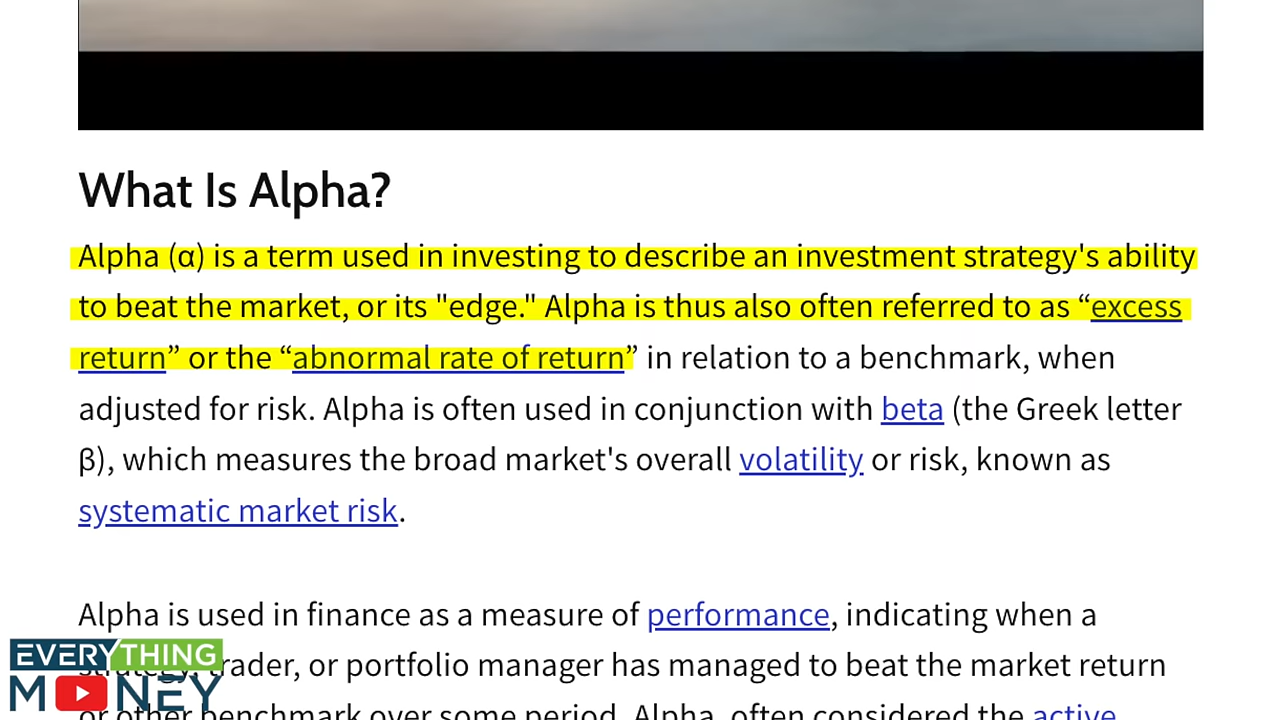 What Is Alpha?
Alpha (α) is a term used in investing to describe an investment strategy's ability
to beat the market, or its "edge." Alpha is thus also often referred to as “excess
return” or the “abnormal rate of return” in relation to a benchmark, when
adjusted for risk. Alpha is often used in conjunction with beta (the Greek letter
β), which measures the broad market's overall volatility or risk, known as
systematic market risk.
Alpha is used in finance as a measure of performance, indicating when a
strategy, trader, or portfolio manager has managed to beat the market return
or other benchmark over some period. Alpha, often considered the active
EVERYTHING
MONEY